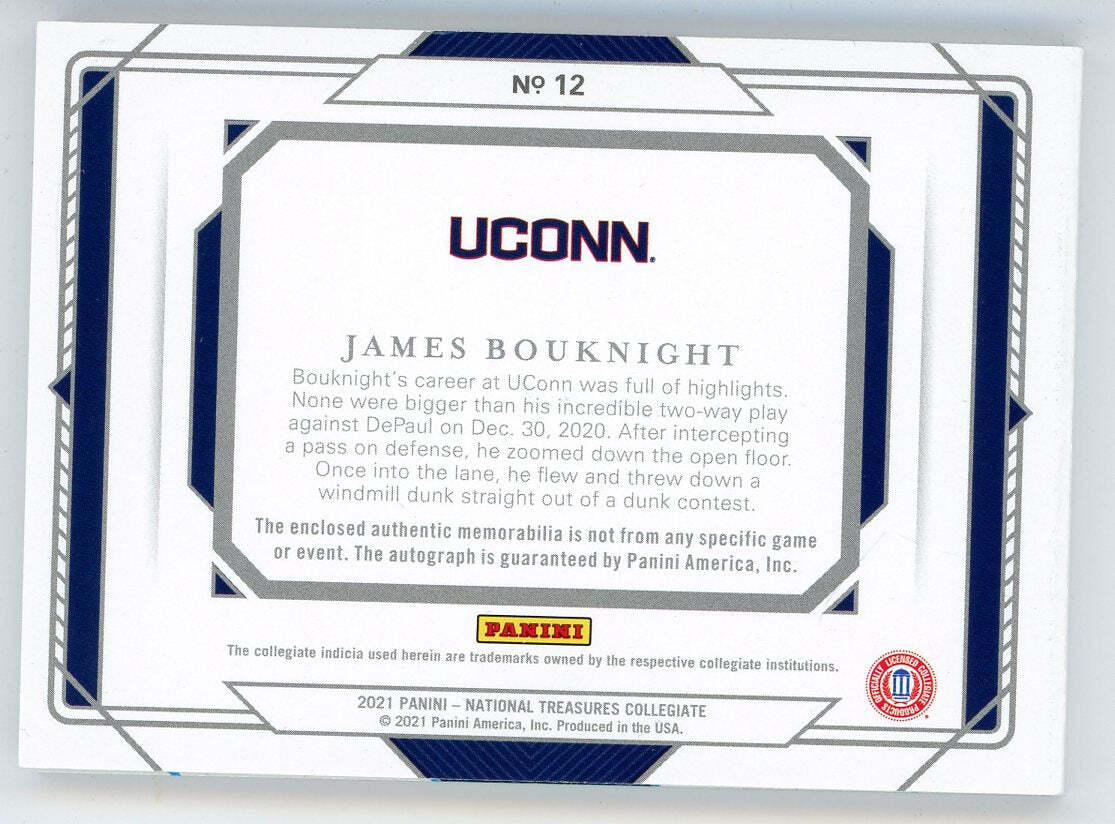 Nº 12
UCONN®
JAMES BOUKNIGHT
Bouknight's career at UConn was full of highlights.
None were bigger than his incredible two-way play
against DePaul on Dec. 30, 2020. After intercepting
a pass on defense, he zoomed down the open floor.
Once into the lane, he flew and threw down a
windmill dunk straight out of a dunk contest.
The enclosed authentic memorabilia is not from any specific game
or event. The autograph is guaranteed by Panini America, Inc.
PANINI
The collegiate indicia used herein are trademarks owned by the respective collegiate institutions.
OFFICIALLY LICENSED COLLEGIATE PRODUCTS
2021 PANINI – NATIONAL TREASURES COLLEGIATE
© 2021 Panini America, Inc. Produced in the USA.